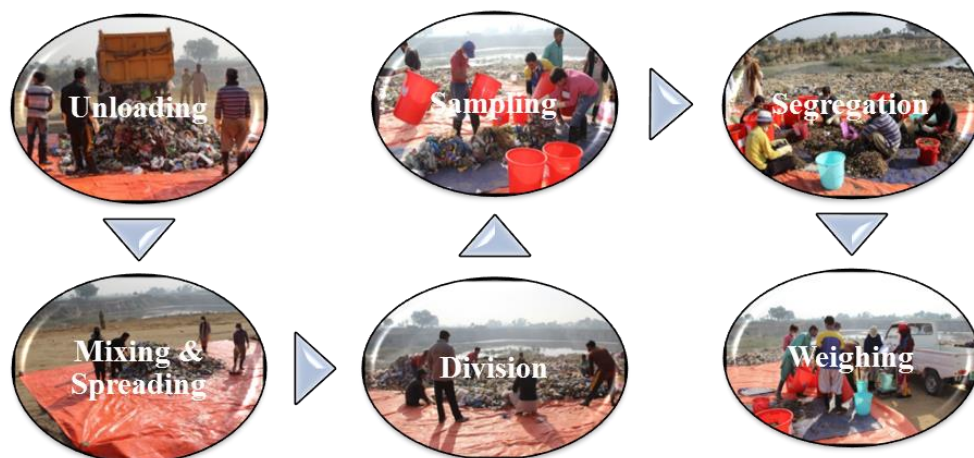 Unloading
Mixing &
Spreading
Division
Sampling
Segregation
Weighing